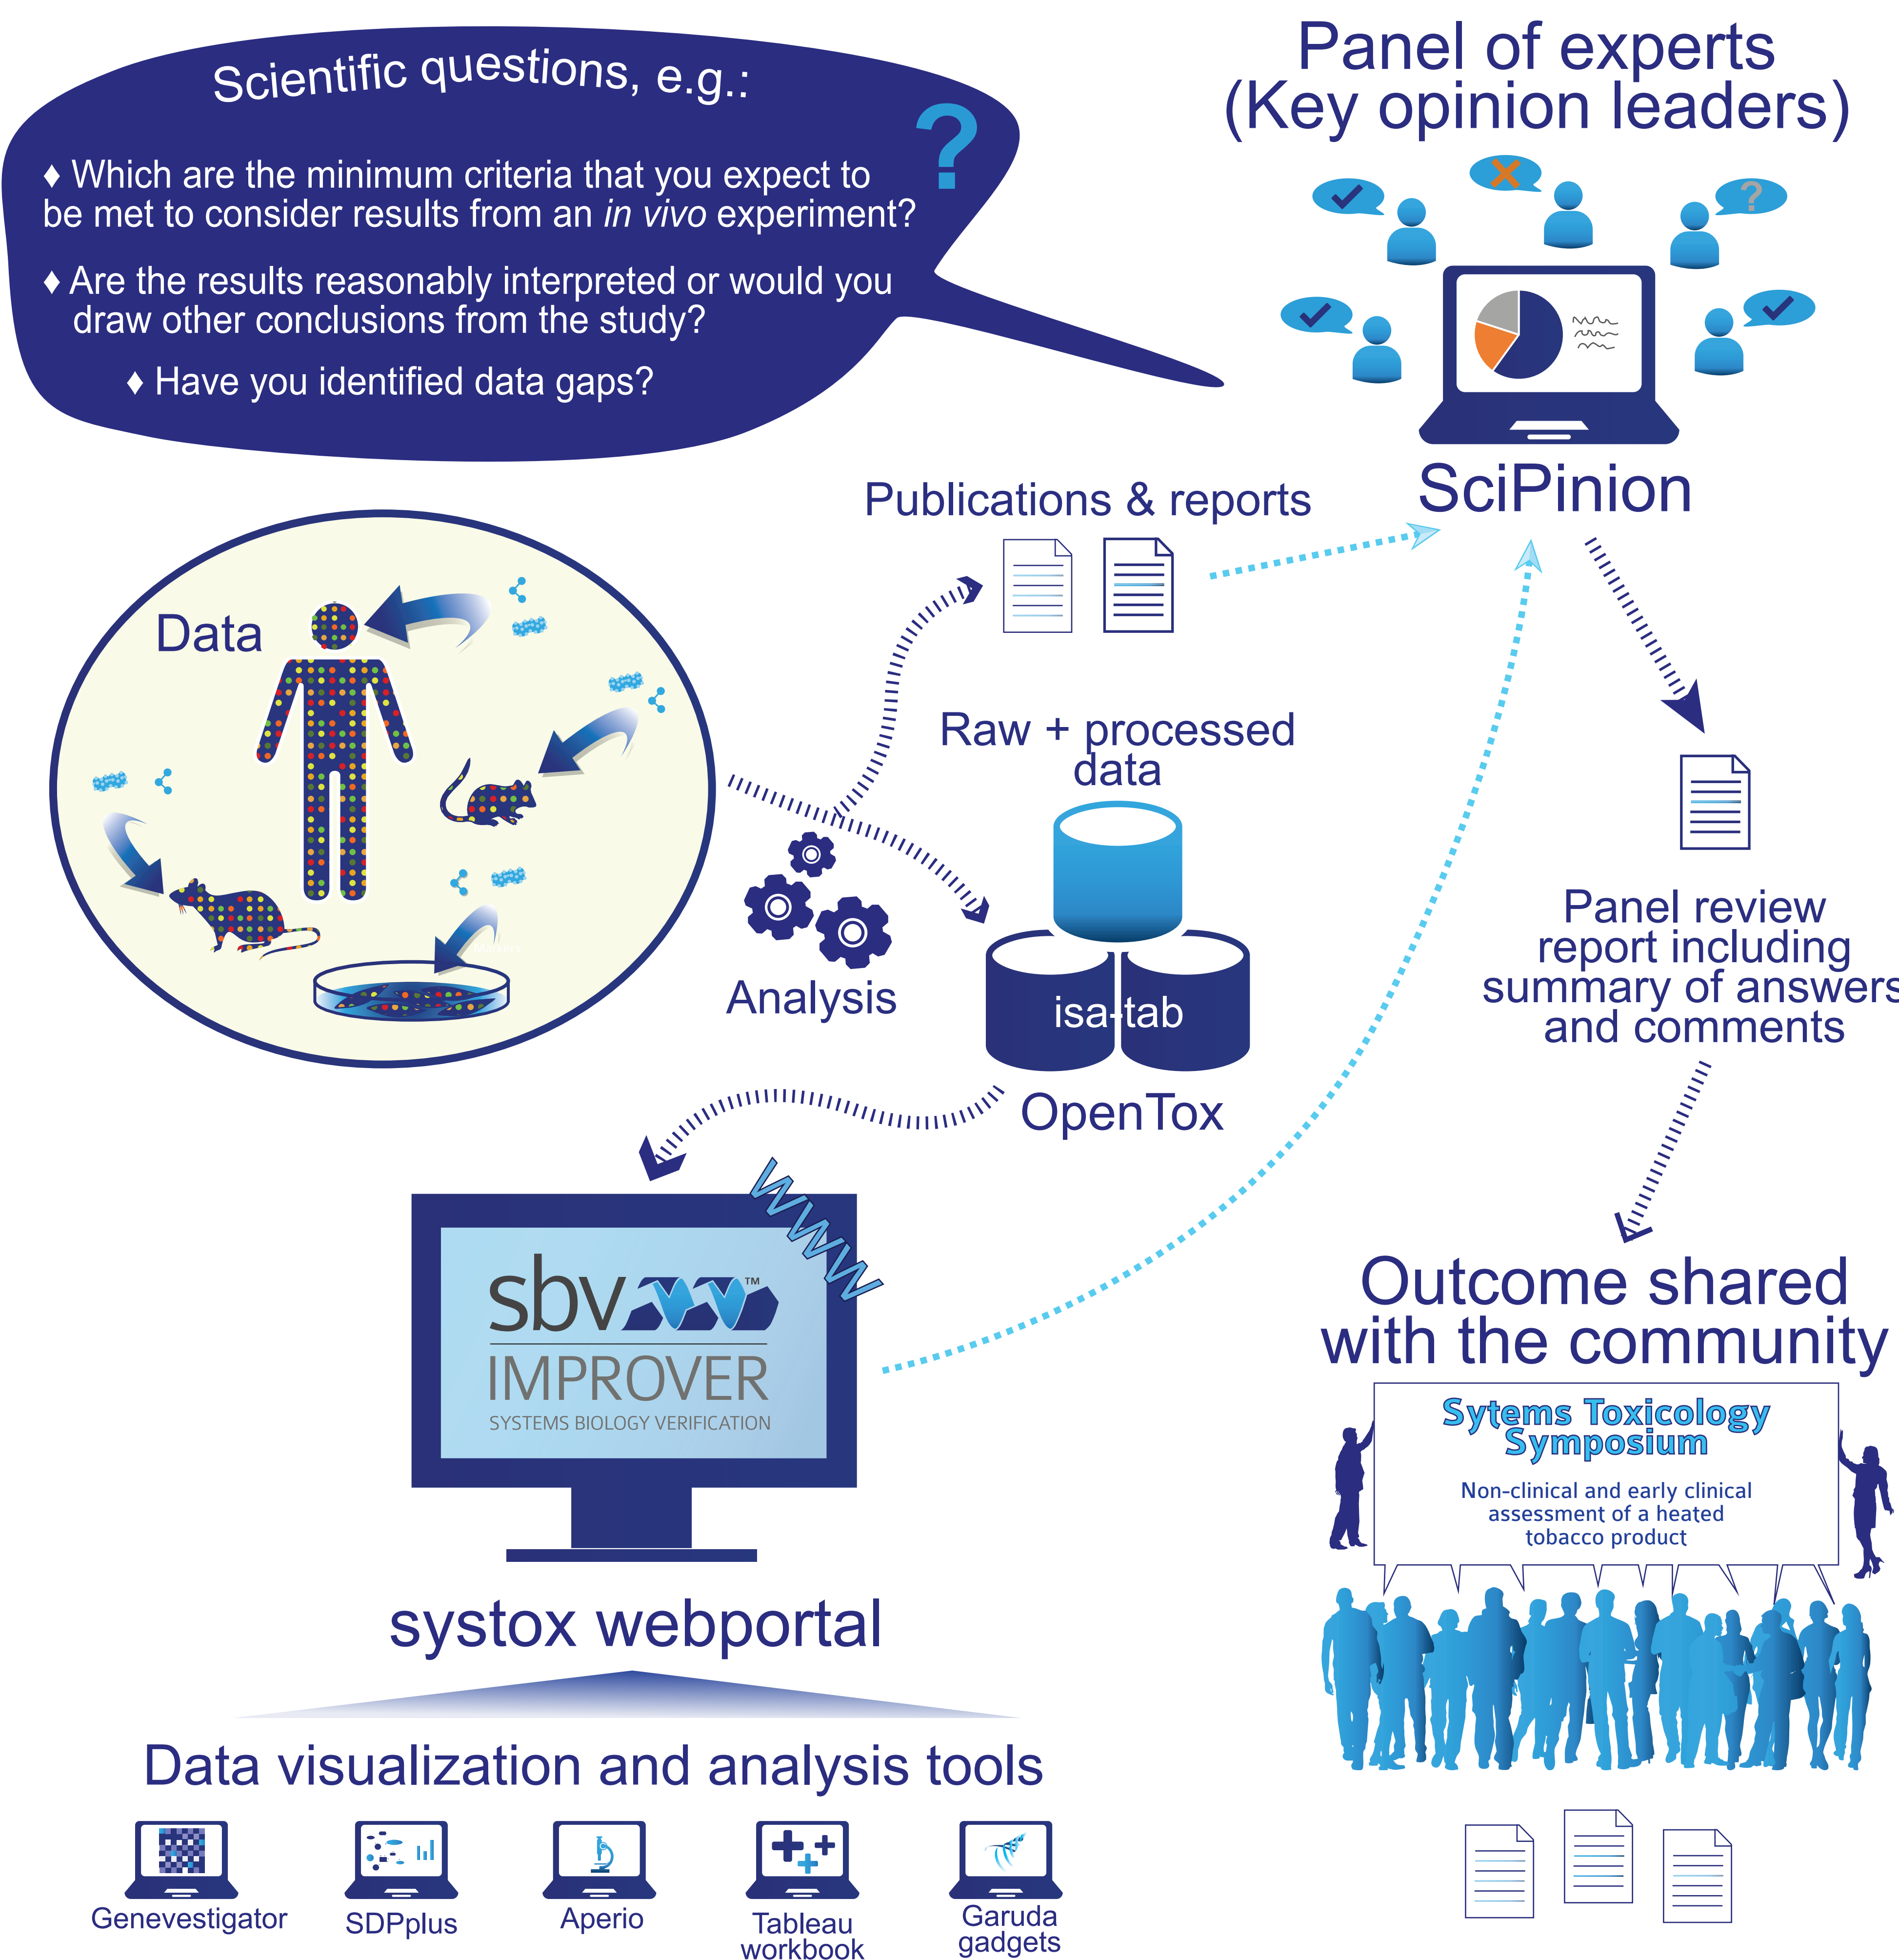 Scientific questions, e.g.:
?
♦ Which are the minimum criteria that you expect to
be met to consider results from an in vivo experiment?
♦ Are the results reasonably interpreted or would you
draw other conclusions from the study?
♦ Have you identified data gaps?
Panel of experts
(Key opinion leaders)
?
SciPinion
Publications & reports
Data
Raw + processed
data
isa-tab
OpenTox
Analysis
Panel review
report including
summary of answers
and comments
www
sbv ™
IMPROVER
SYSTEMS BIOLOGY VERIFICATION
systox webportal
Outcome shared
with the community
Sytems Toxicology
Symposium
Non-clinical and early clinical
assessment of a heated
tobacco product
Data visualization and analysis tools
Genevestigator
SDPplus
Aperio
Tableau
workbook
Garuda
gadgets